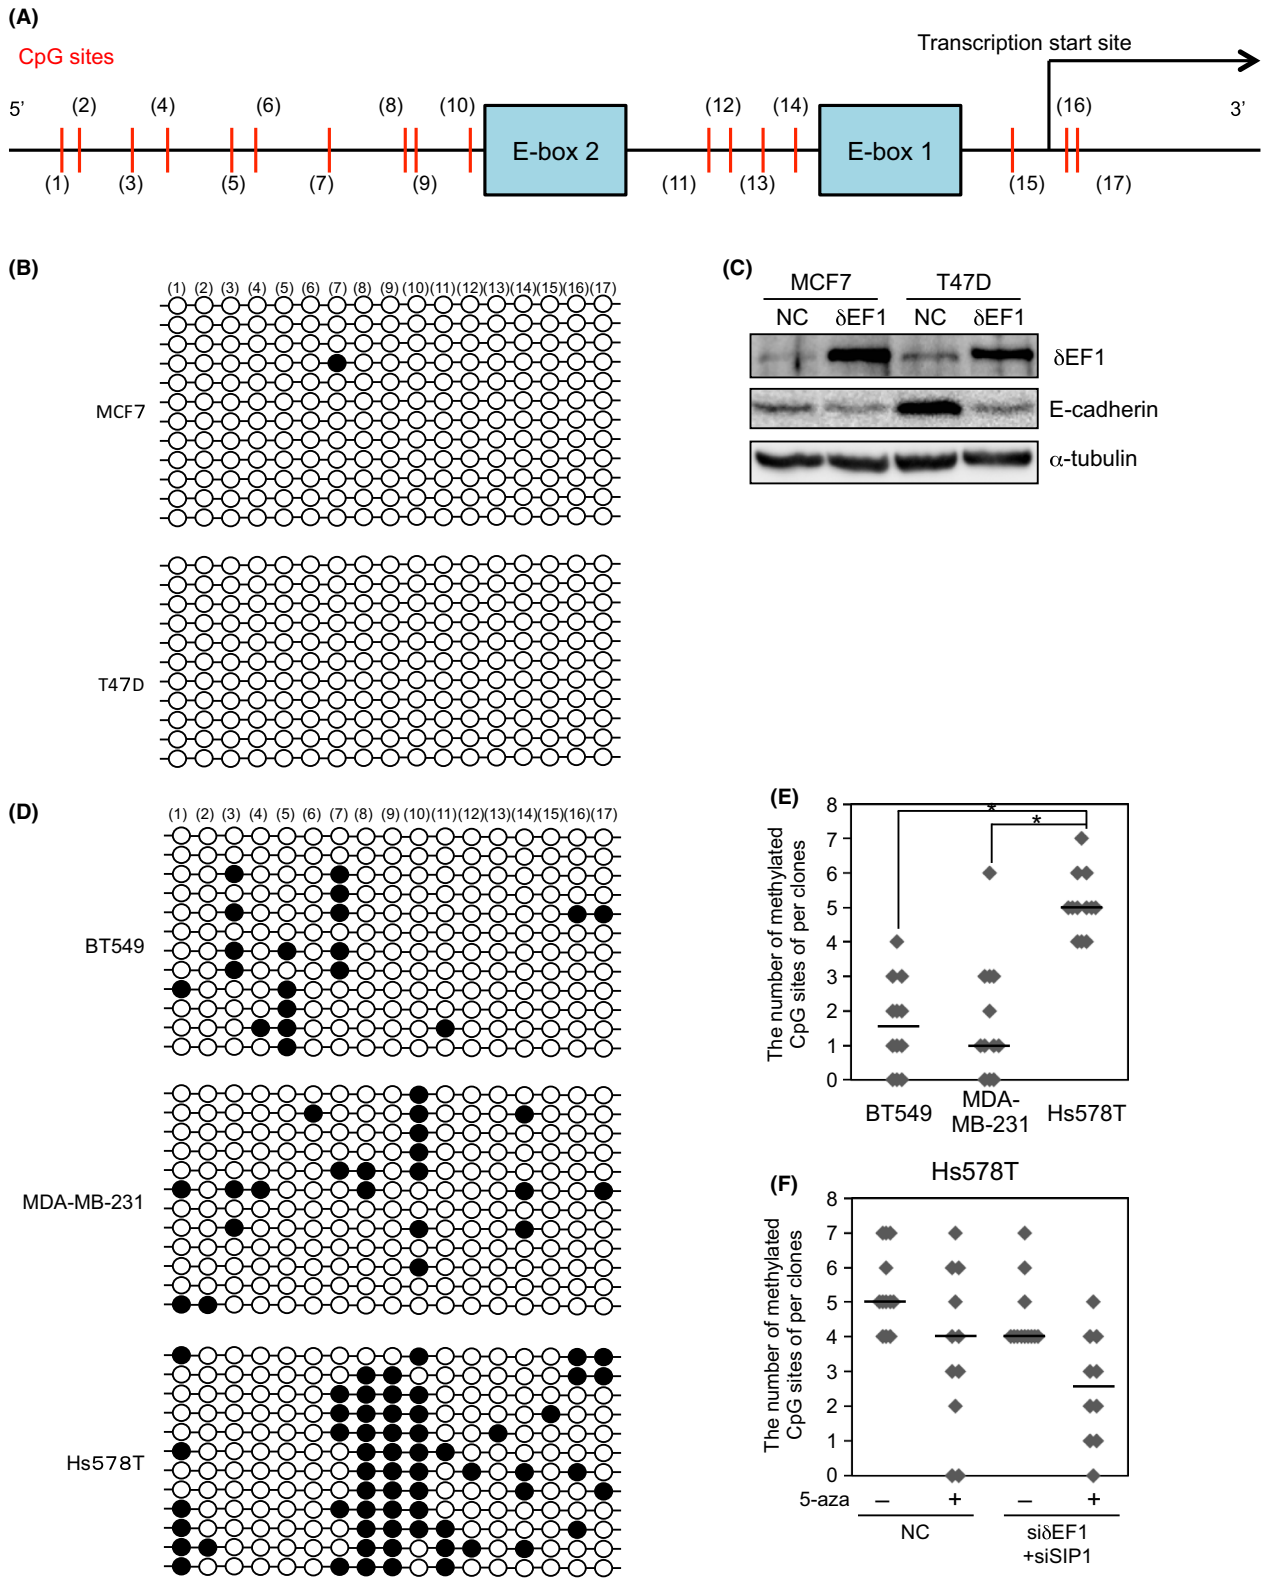 (A)
CpG sites
Transcription start site
5’
(2) (4) (6) (8) (10) (12) (14) (16)
3’
E-box 2
E-box 1
(1) (3) (5) (7) (9) (11) (13) (15) (17)
(B)
(1) (2) (3) (4) (5) (6) (7) (8) (9) (10) (11) (12) (13) (14) (15) (16) (17)
MCF7
T47D
(C)
MCF7 T47D
NC δEF1 NC δEF1
δEF1
E-cadherin
α-tubulin
(D)
(1) (2) (3) (4) (5) (6) (7) (8) (9) (10) (11) (12) (13) (14) (15) (16) (17)
BT549
MDA-MB-231
Hs578T
(E)
The number of methylated
CpG sites of per clones
8
7
6
5
4
3
2
1
0
*
*
BT549
MDA-
MB-231
Hs578T
(F)
Hs578T
The number of methylated
CpG sites of per clones
8
7
6
5
4
3
2
1
0
5-aza − + − +
NC
siδEF1
+siSIP1